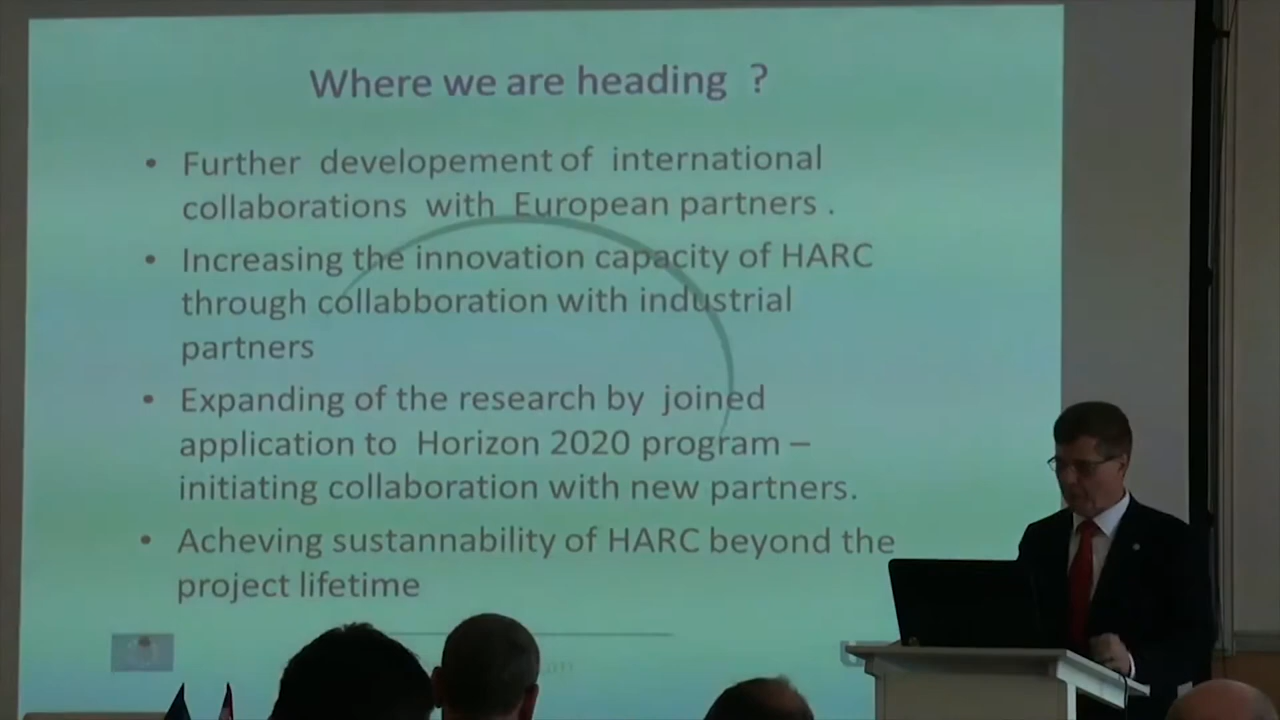 Where we are heading ?
• Further developement of international
collaborations with European partners .
• Increasing the innovation capacity of HARC
through collabboration with industrial
partners
• Expanding of the research by joined
application to Horizon 2020 program –
initiating collaboration with new partners.
• Acheving sustannability of HARC beyond the
project lifetime